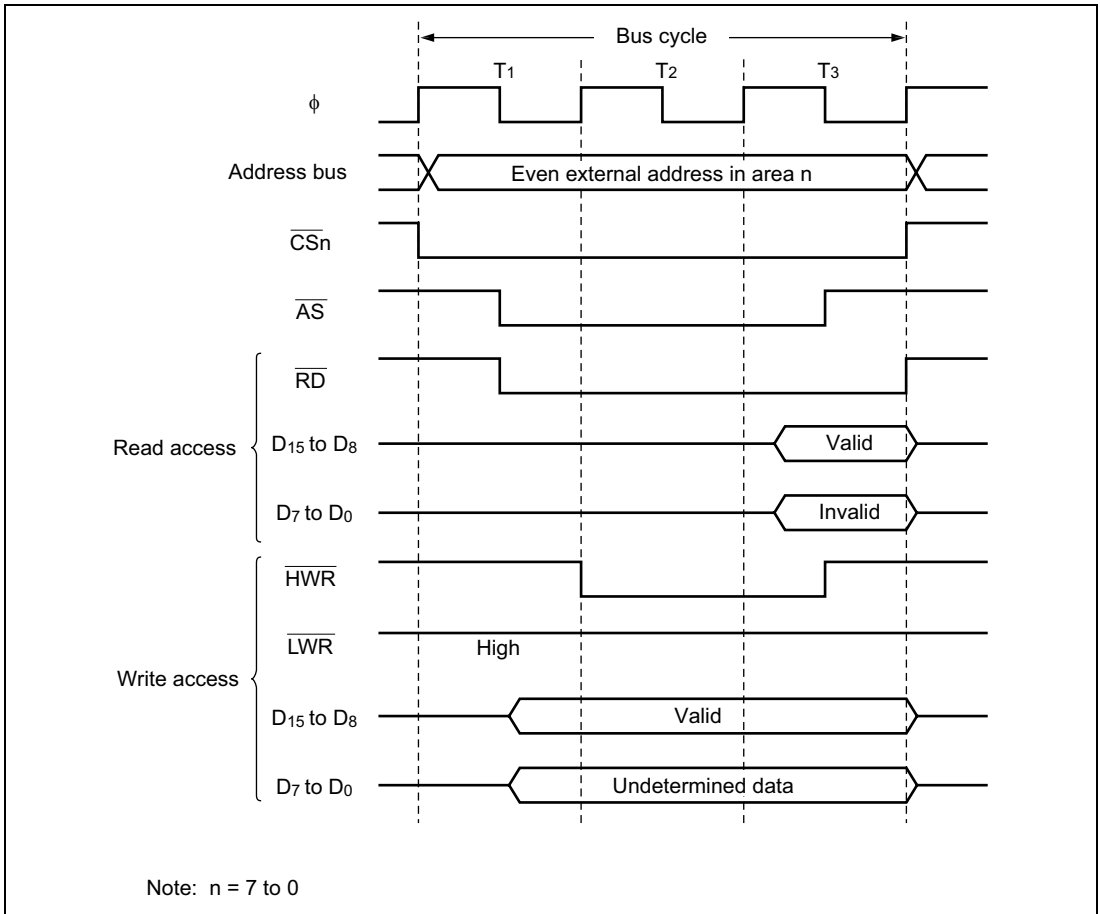 Bus cycle
T1 T2 T3
ϕ
Address bus Even external address in area n
CSn
AS
RD
Read access D15 to D8 Valid
D7 to D0 Invalid
HWR
LWR High
Write access
D15 to D8 Valid
D7 to D0 Undetermined data
Note: n = 7 to 0